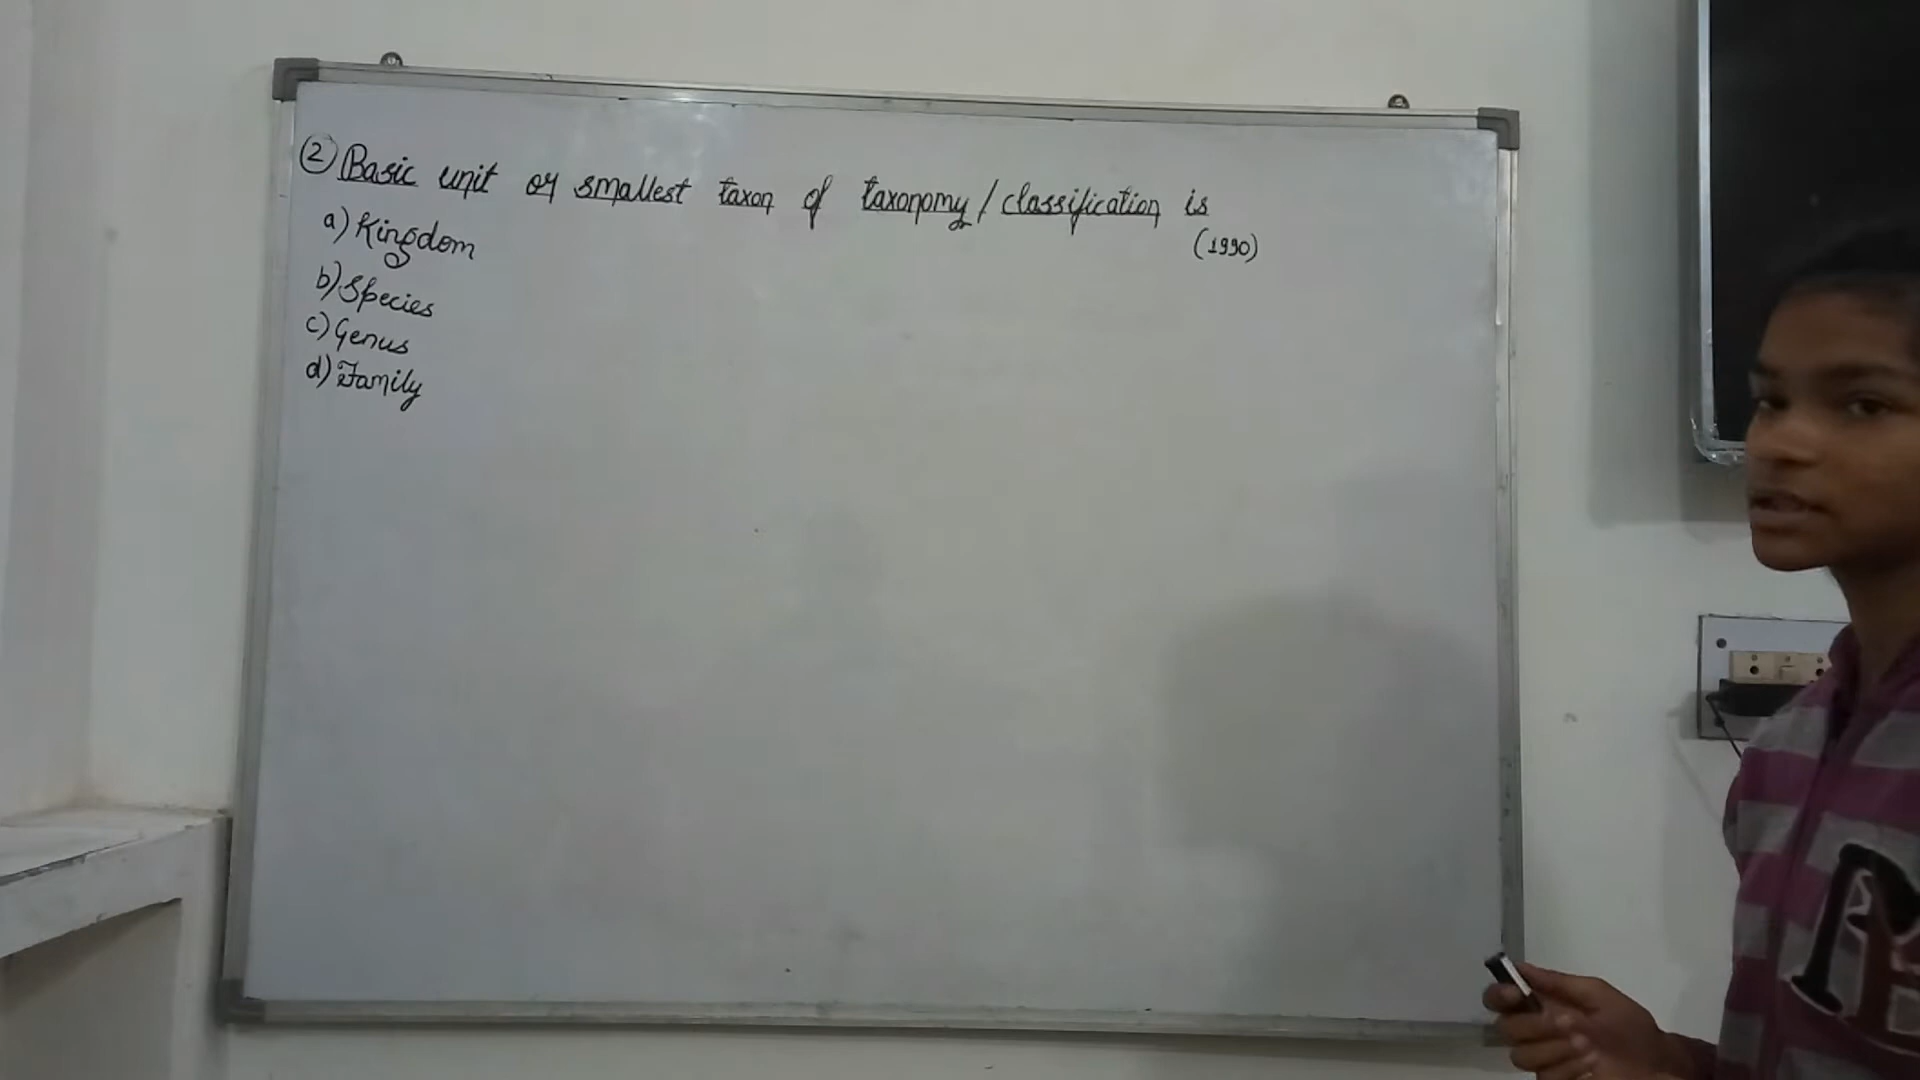 ② Basic unit or smallest taxon of taxonomy / classification is
(1990)
a) Kingdom
b) Species
c) Genus
d) Family